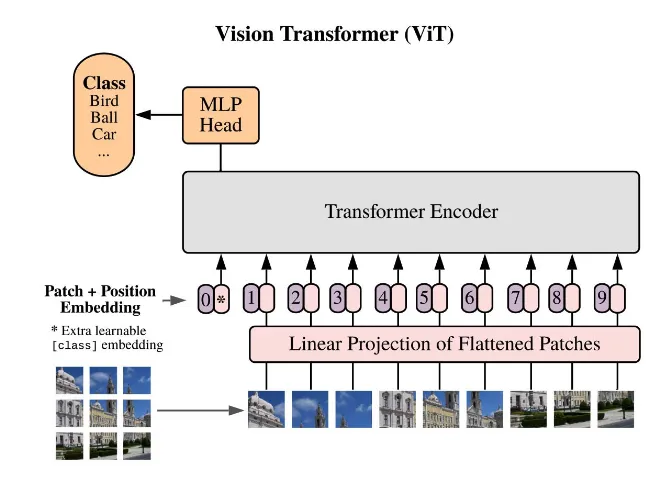 Vision Transformer (ViT)
Class
Bird
Ball
Car
...
MLP
Head
Transformer Encoder
Patch + Position
Embedding
0 * 1 2 3 4 5 6 7 8 9
* Extra learnable
[class] embedding
Linear Projection of Flattened Patches